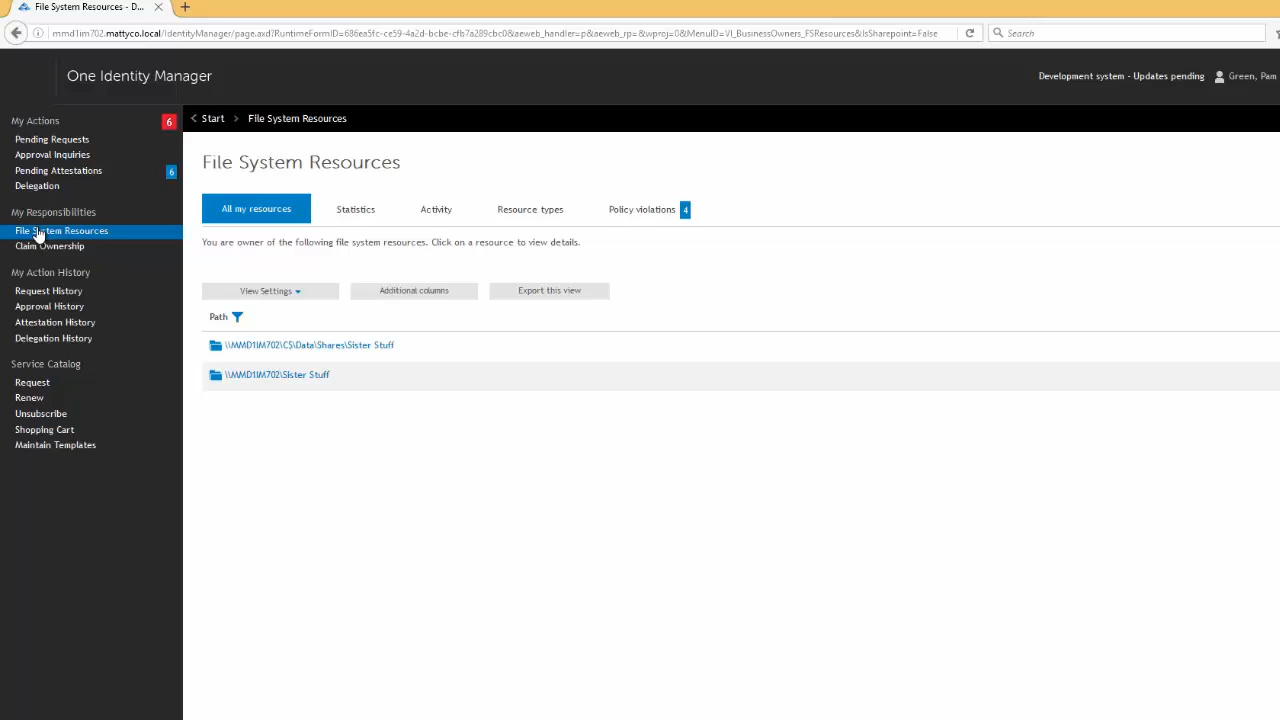 File System Resources - D...
mmd1im702.mattyco.local/IdentityManager/page.axd?RuntimeFormID=686ea5fc-ce59-4a2d-bcbe-cfb7a289cbc0&aeweb_handler=p&aeweb_rp=&wproj=0&MenuID=VI_BusinessOwners_FSResources&IsSharepoint=False
Search
One Identity Manager
Development system - Updates pending
Green, Pam
My Actions 6
Pending Requests
Approval Inquiries
Pending Attestations 6
Delegation
My Responsibilities
File System Resources
Claim Ownership
My Action History
Request History
Approval History
Attestation History
Delegation History
Service Catalog
Request
Renew
Unsubscribe
Shopping Cart
Maintain Templates
Start > File System Resources
File System Resources
All my resources Statistics Activity Resource types Policy violations 4
You are owner of the following file system resources. Click on a resource to view details.
View Settings Additional columns Export this view
Path
\\MMD1IM702\C$\Data\Shares\Sister Stuff
\\MMD1IM702\Sister Stuff